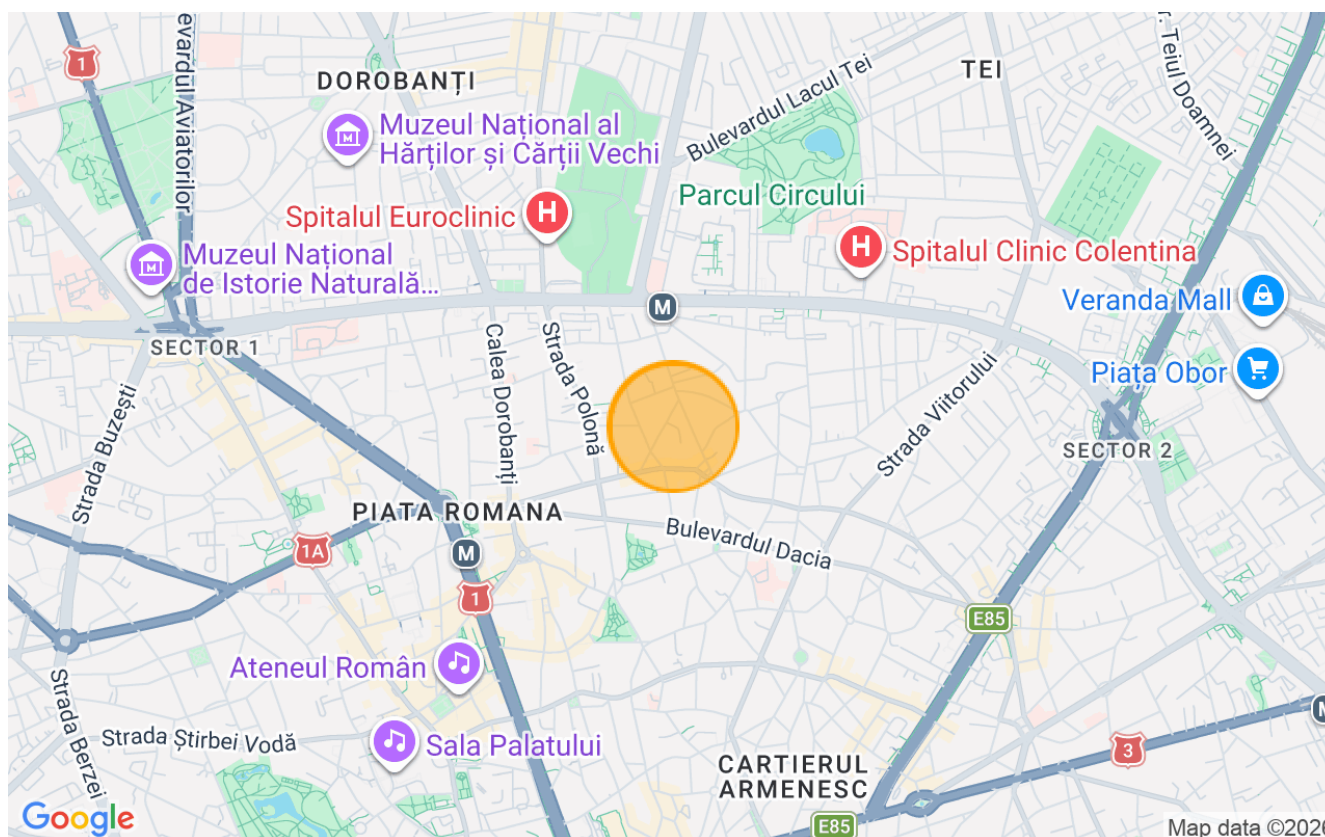 1
evardul Aviatorilor
DOROBANȚI
Muzeul Național al
Hărților și Cărții Vechi
Bulevardul Lacul Tei
TEI
. Teiul Doamnei
Spitalul Euroclinic
H
Parcul Circului
H
Spitalul Clinic Colentina
Muzeul Național
de Istorie Naturală...
Veranda Mall
M
SECTOR 1
Strada Buzești
Calea Dorobanți
Strada Polonă
Strada Viitorului
Piața Obor
SECTOR 2
PIATA ROMANA
1A
M
Bulevardul Dacia
1
E85
Ateneul Român
Strada Berzei
Strada Știrbei Vodă
Sala Palatului
CARTIERUL
ARMENESC
3
E85
Google
Map data ©202